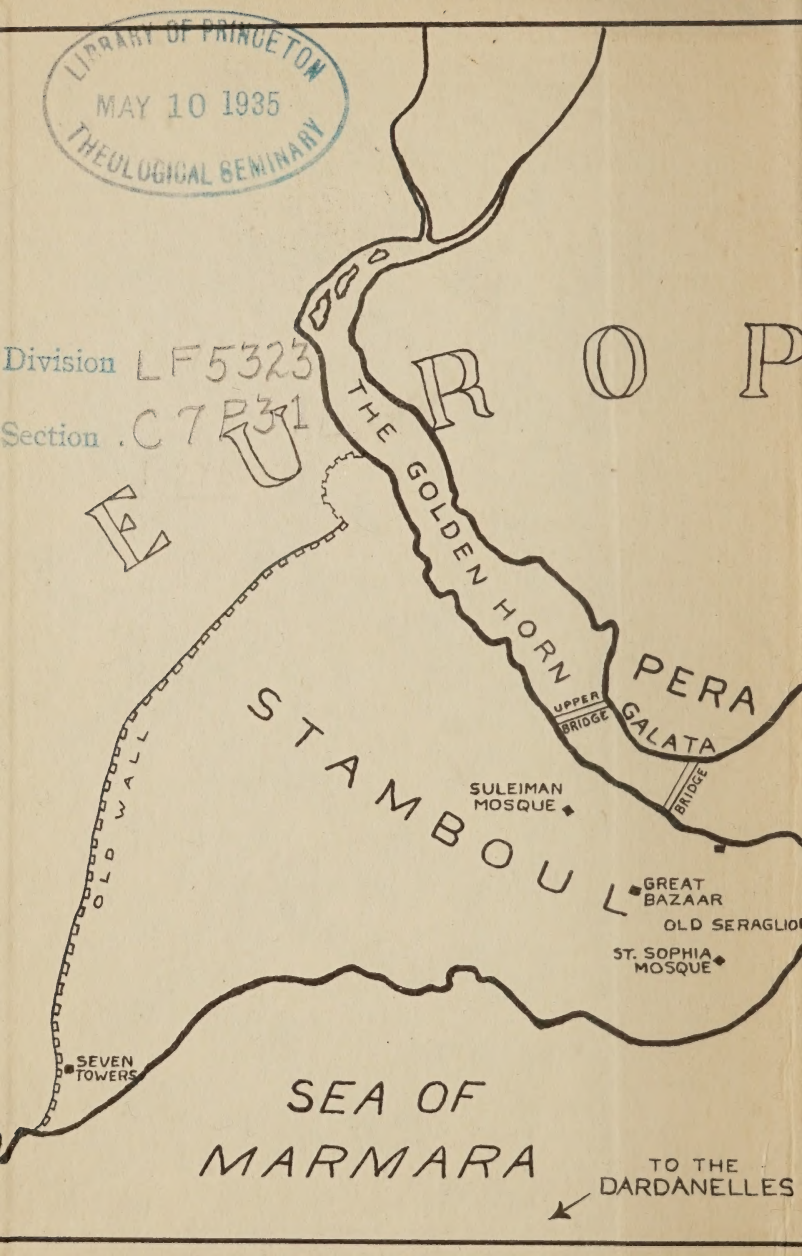 LIBRARY OF PRINCETON
MAY 10 1935
THEOLOGICAL SEMINARY
Division LF5323
Section .C7P31
EUROP
THE GOLDEN HORN
PERA
GALATA
UPPER
BRIDGE
BRIDGE
STAMBOUL
OLD WALL
SULEIMAN
MOSQUE
GREAT
BAZAAR
OLD SERAGLIO
ST. SOPHIA
MOSQUE
SEVEN
TOWERS
SEA OF
MARMARA
TO THE
DARDANELLES